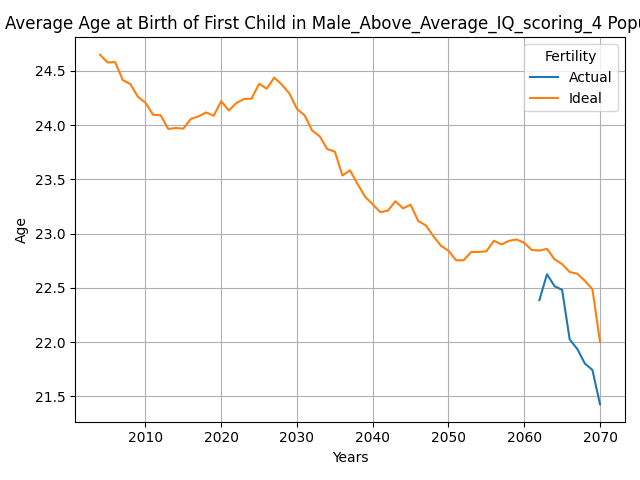 Average Age at Birth of First Child in Male_Above_Average_IQ_scoring_4 Popu
Fertility
Actual
Ideal
24.5
24.0
23.5
23.0
22.5
22.0
21.5
Age
2010 2020 2030 2040 2050 2060 2070
Years